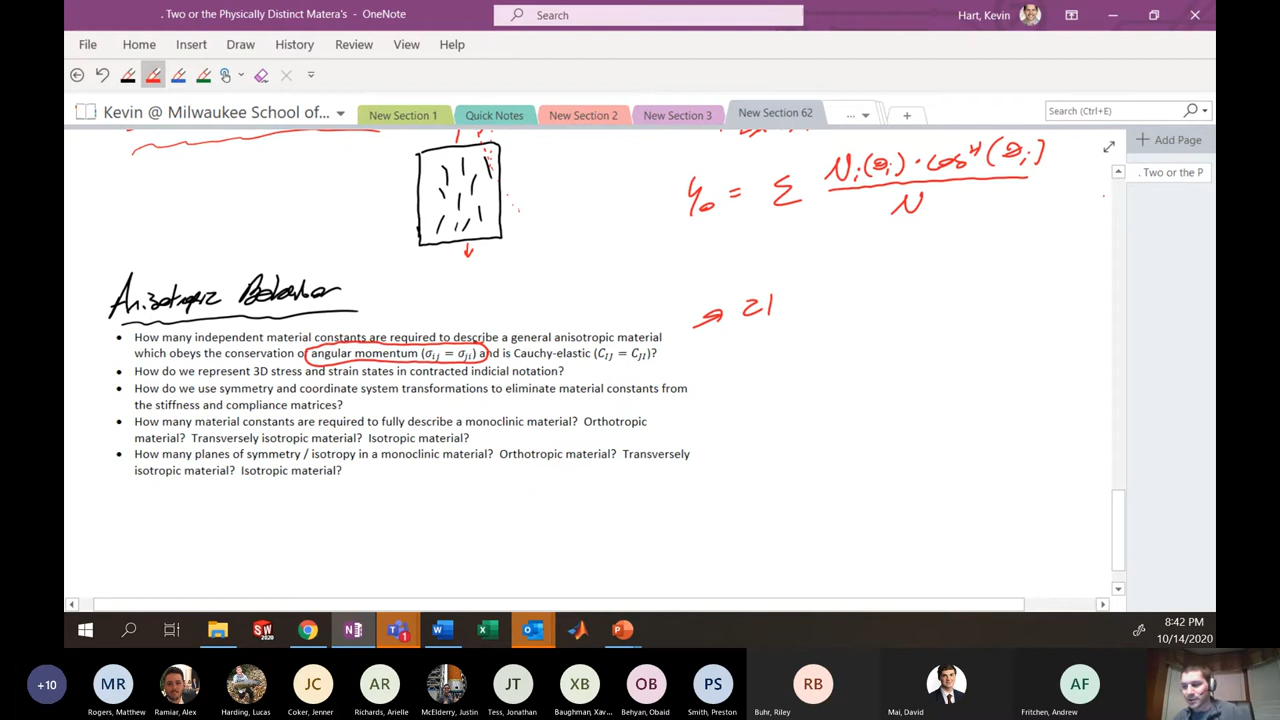 . Two or the Physically Distinct Matera's - OneNote
Search
Hart, Kevin
File Home Insert Draw History Review View Help
Kevin @ Milwaukee School of...
New Section 1
Quick Notes
New Section 2
New Section 3
New Section 62
...
Search (Ctrl+E)
Add Page
. Two or the P
η₀ = Σ Nᵢ(θᵢ) · cos⁴(θᵢ) / N
Anisotropic Behavior
→ 21
• How many independent material constants are required to describe a general anisotropic material
which obeys the conservation of angular momentum (σij = σji) and is Cauchy-elastic (CIJ = CJI)?
• How do we represent 3D stress and strain states in contracted indicial notation?
• How do we use symmetry and coordinate system transformations to eliminate material constants from
the stiffness and compliance matrices?
• How many material constants are required to fully describe a monoclinic material? Orthotropic
material? Transversely isotropic material? Isotropic material?
• How many planes of symmetry / isotropy in a monoclinic material? Orthotropic material? Transversely
isotropic material? Isotropic material?
SW
2020
1
8:42 PM
10/14/2020
+10
MR
JC
AR
JT
XB
OB
PS
RB
AF
Rogers, Matthew
Ramiar, Alex
Harding, Lucas
Coker, Jenner
Richards, Arielle
McElderry, Justin
Tess, Jonathan
Baughman, Xav...
Behyan, Obaid
Smith, Preston
Buhr, Riley
Mai, David
Fritchen, Andrew